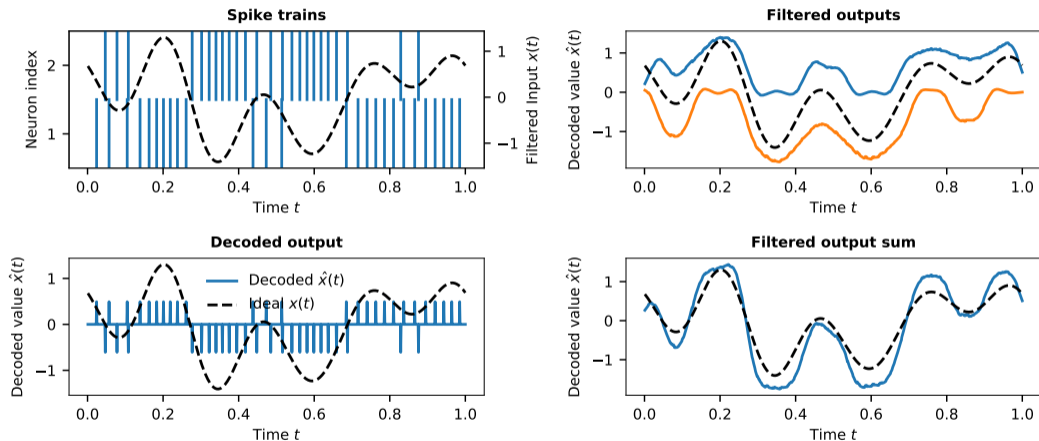 Spike trains
Neuron index
2
1
1
0
−1
Filtered Input x(t)
0.0 0.2 0.4 0.6 0.8 1.0
Time t
Filtered outputs
Decoded value x̂(t)
1
0
−1
0.0 0.2 0.4 0.6 0.8 1.0
Time t
Decoded output
Decoded value x̂(t)
1
0
−1
Decoded x̂(t)
Ideal x(t)
0.0 0.2 0.4 0.6 0.8 1.0
Time t
Filtered output sum
Decoded value x̂(t)
1
0
−1
0.0 0.2 0.4 0.6 0.8 1.0
Time t